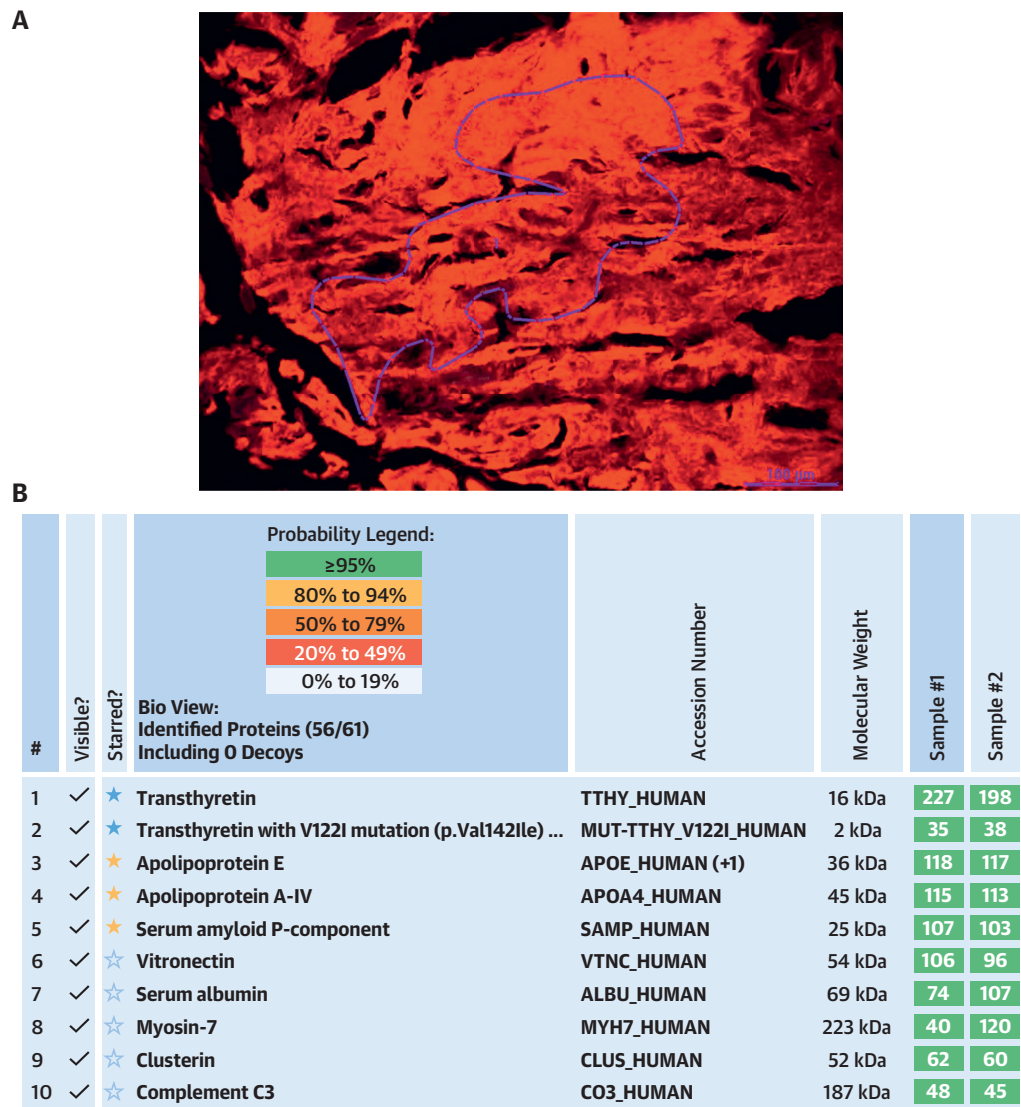 A
1
100 µm
B
Probability Legend:
≥95%
80% to 94%
50% to 79%
20% to 49%
0% to 19%
# Visible? Starred? Bio View: Accession Number Molecular Weight Sample #1 Sample #2
Identified Proteins (56/61)
Including 0 Decoys
1 ✓ ★ Transthyretin TTHY_HUMAN 16 kDa 227 198
2 ✓ ★ Transthyretin with V122I mutation (p.Val142Ile) ... MUT-TTHY_V122I_HUMAN 2 kDa 35 38
3 ✓ ★ Apolipoprotein E APOE_HUMAN (+1) 36 kDa 118 117
4 ✓ ★ Apolipoprotein A-IV APOA4_HUMAN 45 kDa 115 113
5 ✓ ★ Serum amyloid P-component SAMP_HUMAN 25 kDa 107 103
6 ✓ ☆ Vitronectin VTNC_HUMAN 54 kDa 106 96
7 ✓ ☆ Serum albumin ALBU_HUMAN 69 kDa 74 107
8 ✓ ☆ Myosin-7 MYH7_HUMAN 223 kDa 40 120
9 ✓ ☆ Clusterin CLUS_HUMAN 52 kDa 62 60
10 ✓ ☆ Complement C3 CO3_HUMAN 187 kDa 48 45